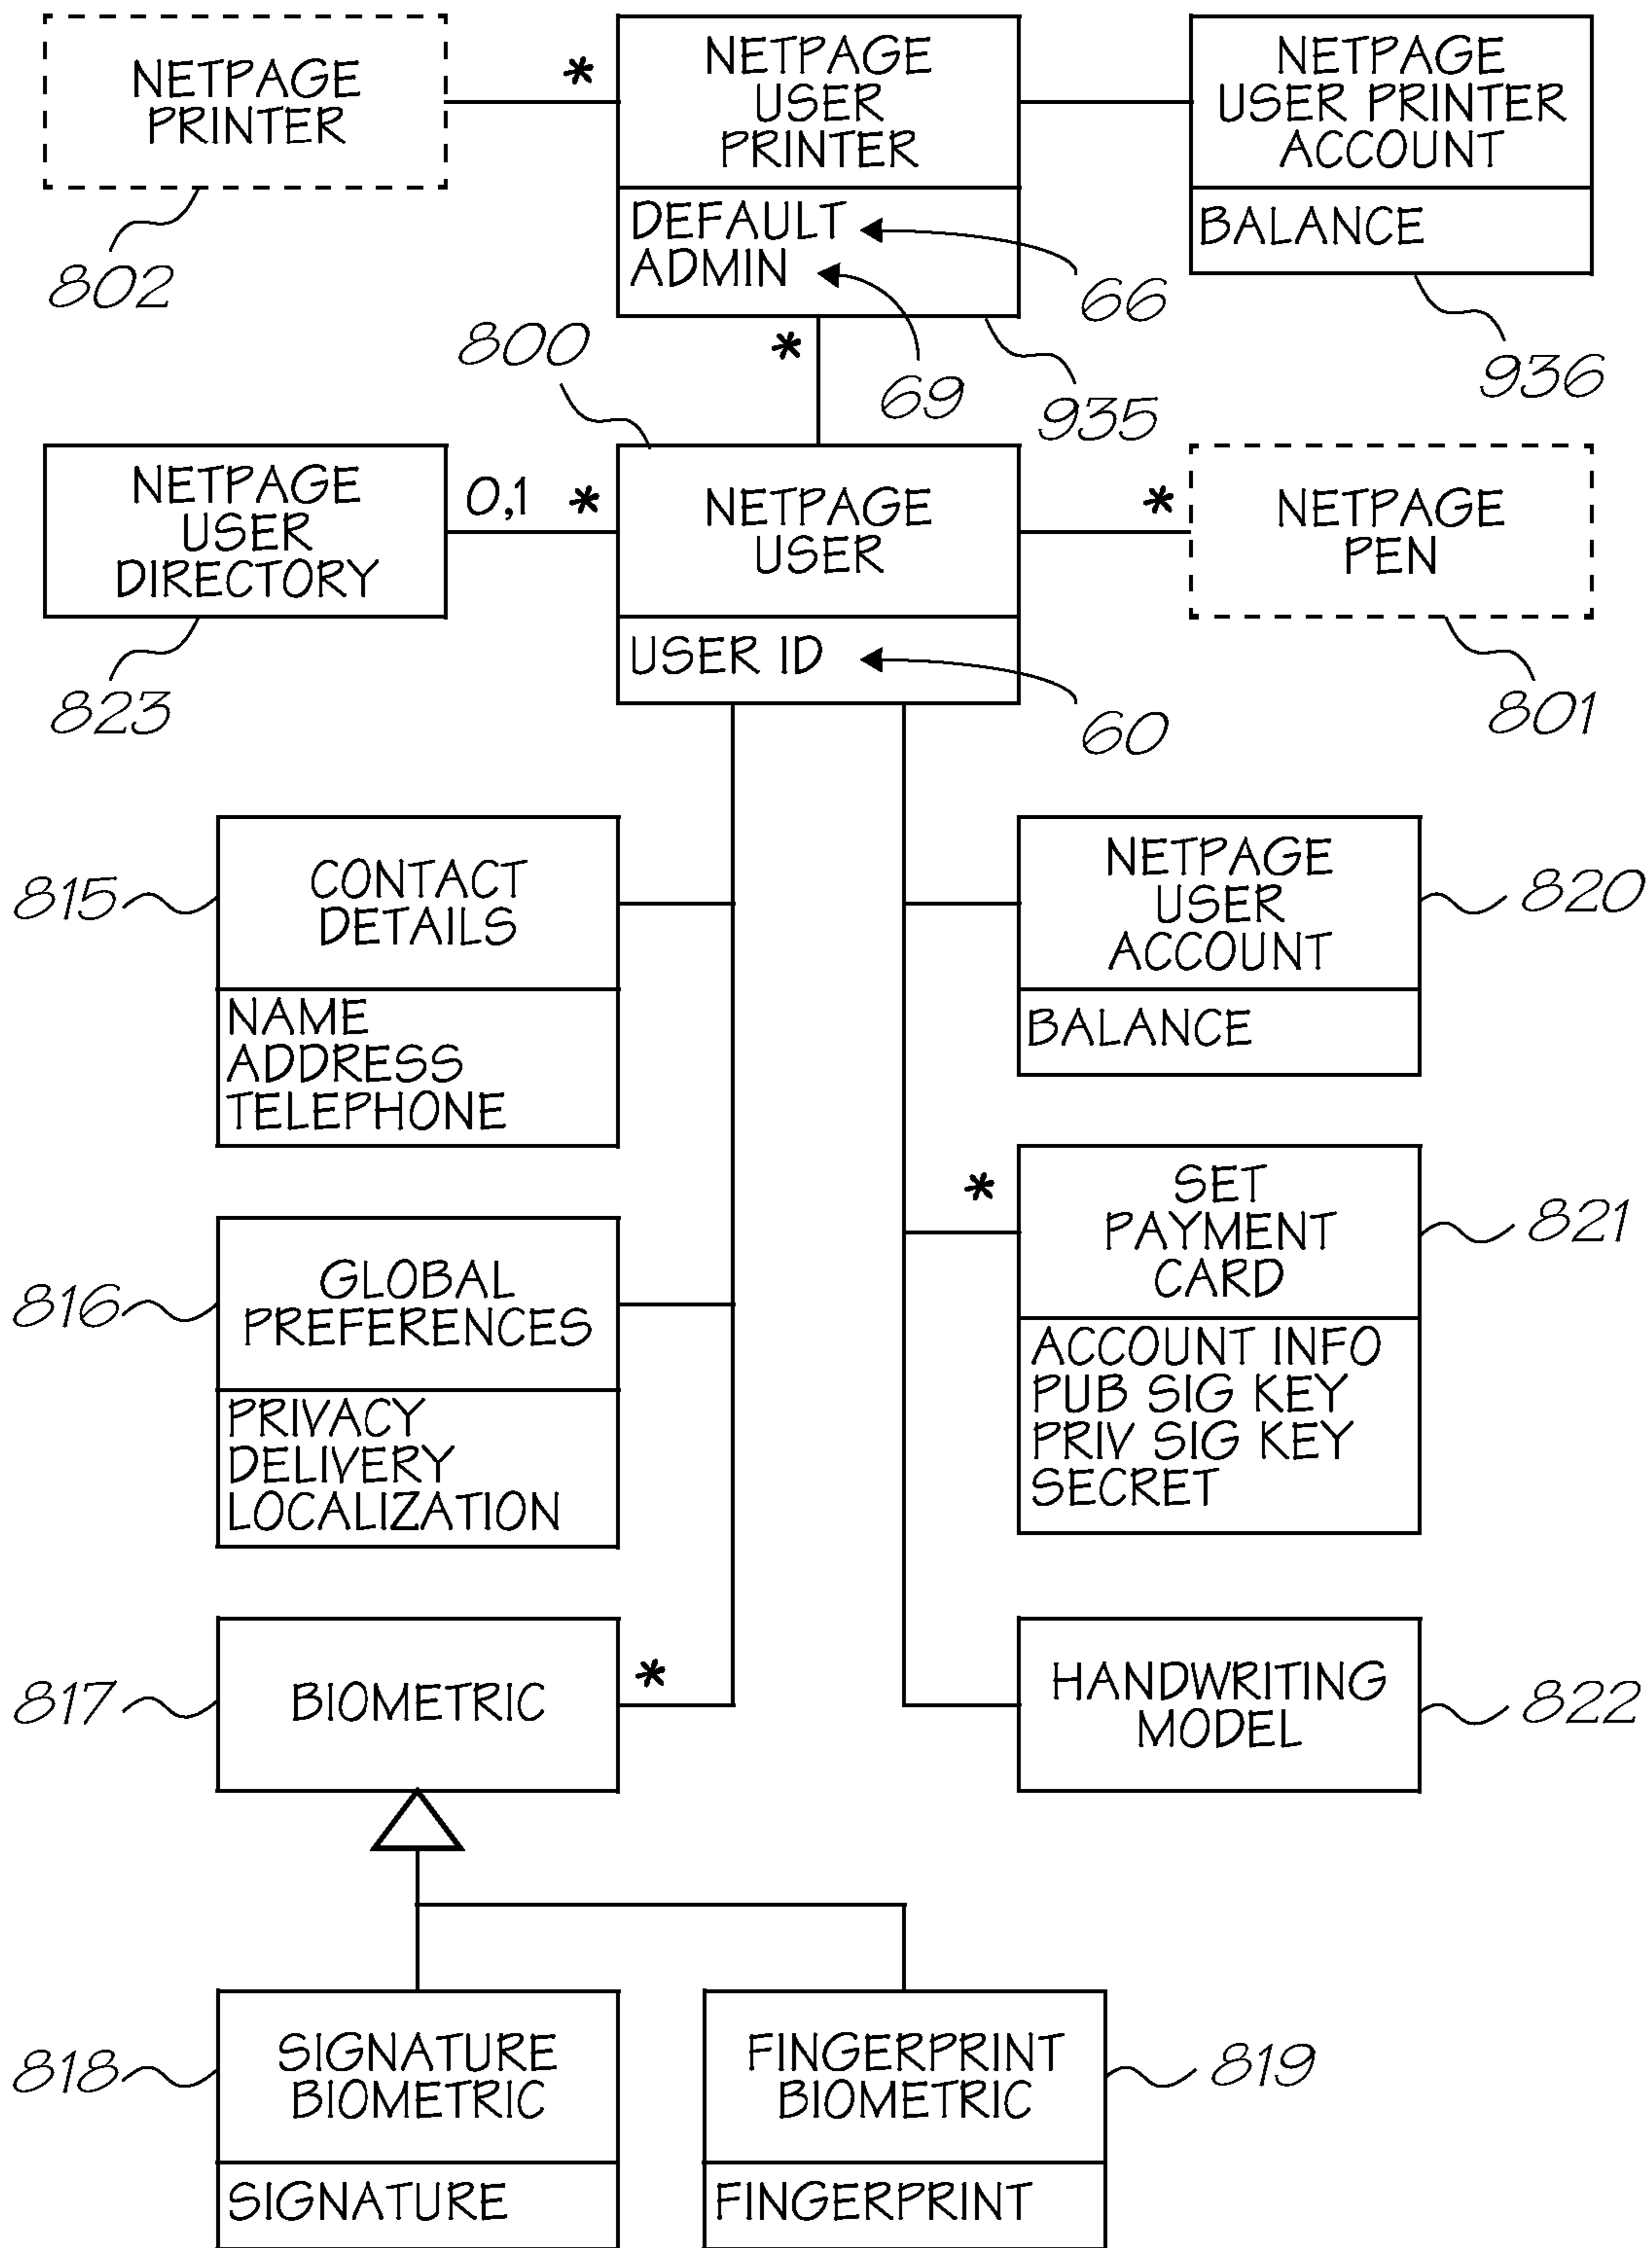 NETPAGE
PRINTER
802
*
NETPAGE
USER
PRINTER
DEFAULT
ADMIN
66
69
935
NETPAGE
USER PRINTER
ACCOUNT
BALANCE
936
*
800
NETPAGE
USER
DIRECTORY
823
0,1 *
NETPAGE
USER
USER ID
60
*
NETPAGE
PEN
801
815
CONTACT
DETAILS
NAME
ADDRESS
TELEPHONE
NETPAGE
USER
ACCOUNT
BALANCE
820
816
GLOBAL
PREFERENCES
PRIVACY
DELIVERY
LOCALIZATION
*
SET
PAYMENT
CARD
ACCOUNT INFO
PUB SIG KEY
PRIV SIG KEY
SECRET
821
817
BIOMETRIC
*
HANDWRITING
MODEL
822
818
SIGNATURE
BIOMETRIC
SIGNATURE
FINGERPRINT
BIOMETRIC
FINGERPRINT
819